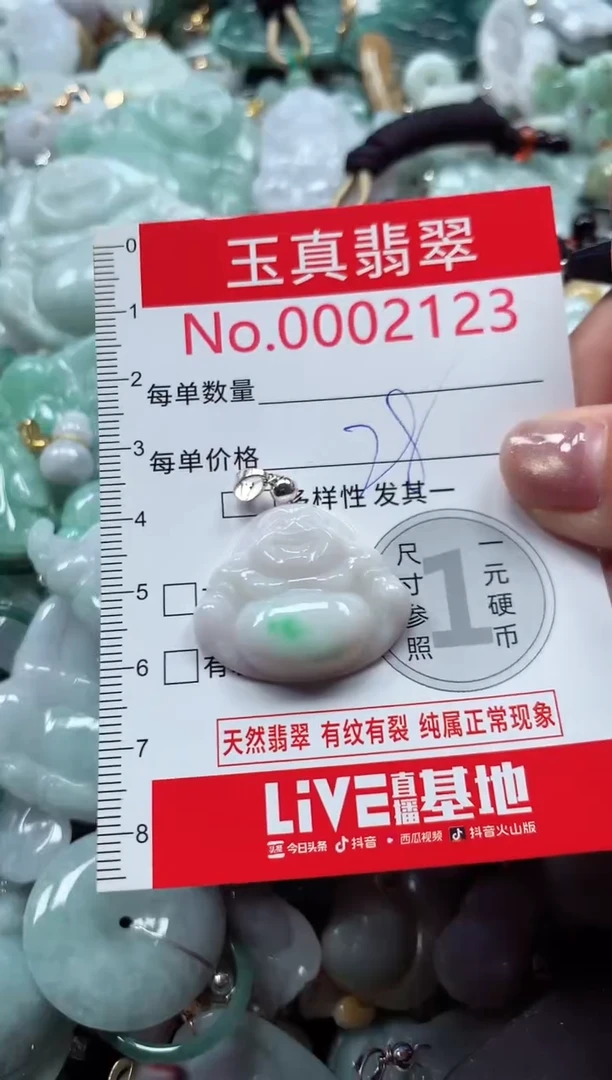 玉真翡翠
No.0002123
0
1
2
3
4
5
6
7
8
每单数量
每单价格 28
多样性 发其一
有
尺寸参照
1
一元硬币
天然翡翠 有纹有裂 纯属正常现象
LiVE直播基地
头条 今日头条 抖音 西瓜视频 抖音火山版